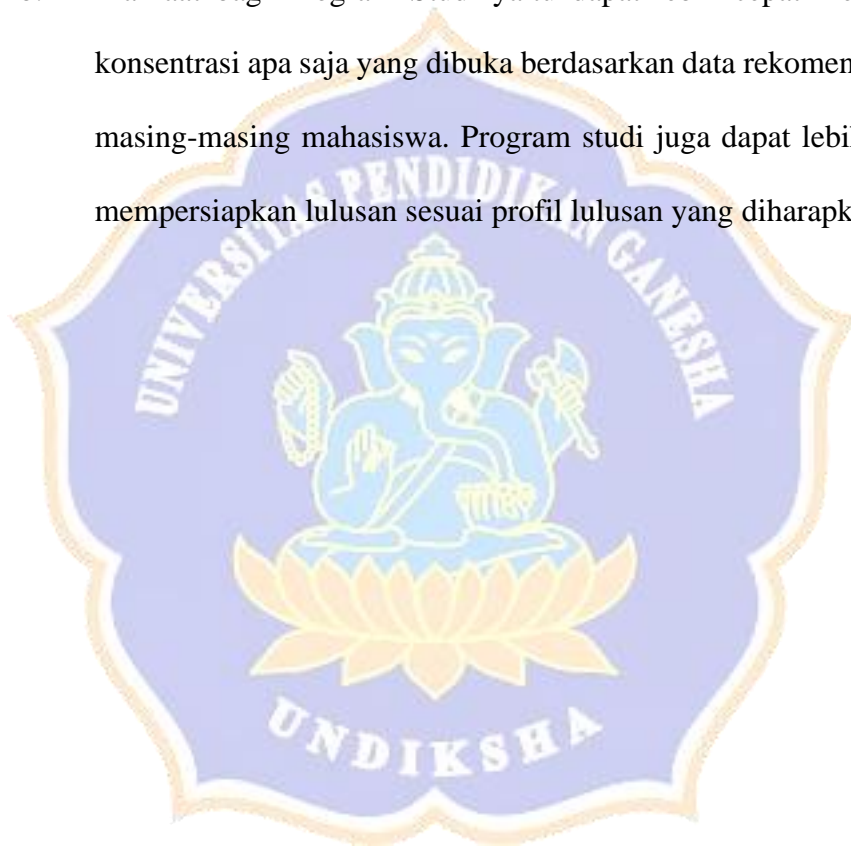 konsentrasi apa saja yang dibuka berdasarkan data rekomen
masing-masing mahasiswa. Program studi juga dapat lebih
mempersiapkan lulusan sesuai profil lulusan yang diharapk
UNIVERSITAS PENDIDIKAN GANESHA
UNDIKSHA